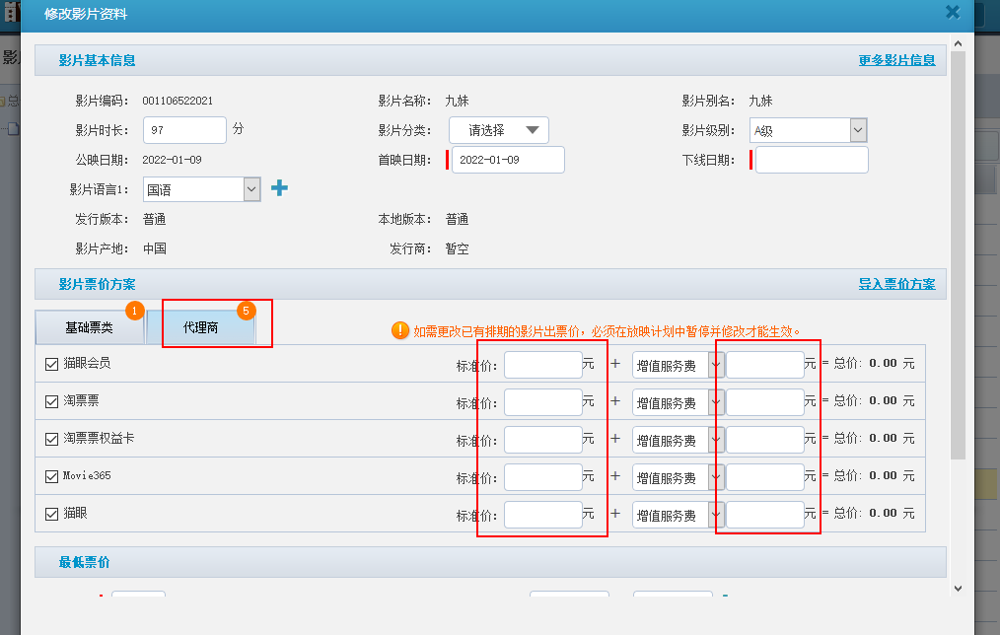 修改影片资料
影片基本信息 更多影片信息
影片编码: 001106522021 影片名称: 九妹 影片别名: 九妹
影片时长: 97 分 影片分类: 请选择 影片级别: A级
公映日期: 2022-01-09 首映日期: 2022-01-09 下线日期:
影片语言1: 国语
发行版本: 普通 本地版本: 普通
影片产地: 中国 发行商: 暂空
影片票价方案 导入票价方案
基础票类 1 代理商 5 如需更改已有排期的影片出票价, 必须在放映计划中暂停并修改才能生效。
猫眼会员 标准价: 元 + 增值服务费 元 = 总价: 0.00 元
淘票票 标准价: 元 + 增值服务费 元 = 总价: 0.00 元
淘票票权益卡 标准价: 元 + 增值服务费 元 = 总价: 0.00 元
Movie365 标准价: 元 + 增值服务费 元 = 总价: 0.00 元
猫眼 标准价: 元 + 增值服务费 元 = 总价: 0.00 元
最低票价